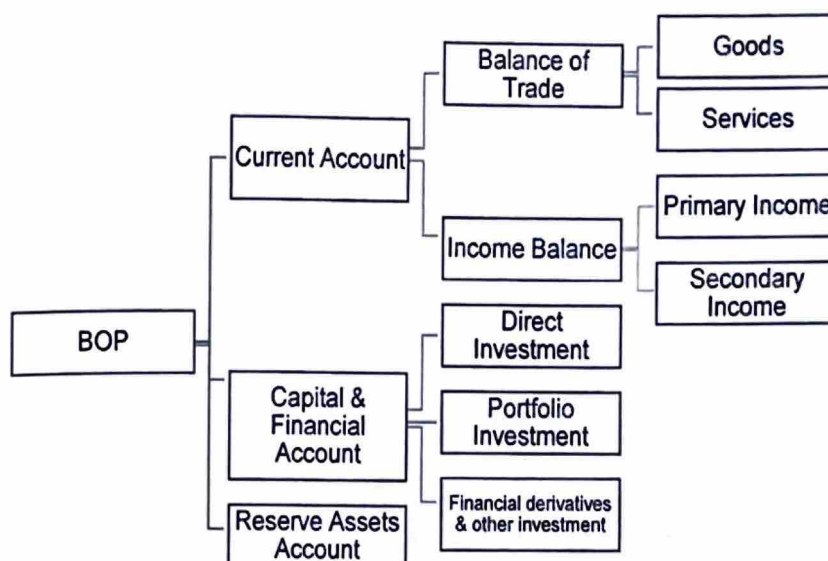 BOP
Current Account
Balance of
Trade
Goods
Services
Income Balance
Primary Income
Secondary
Income
Capital &
Financial
Account
Direct
Investment
Portfolio
Investment
Financial derivatives
& other investment
Reserve Assets
Account